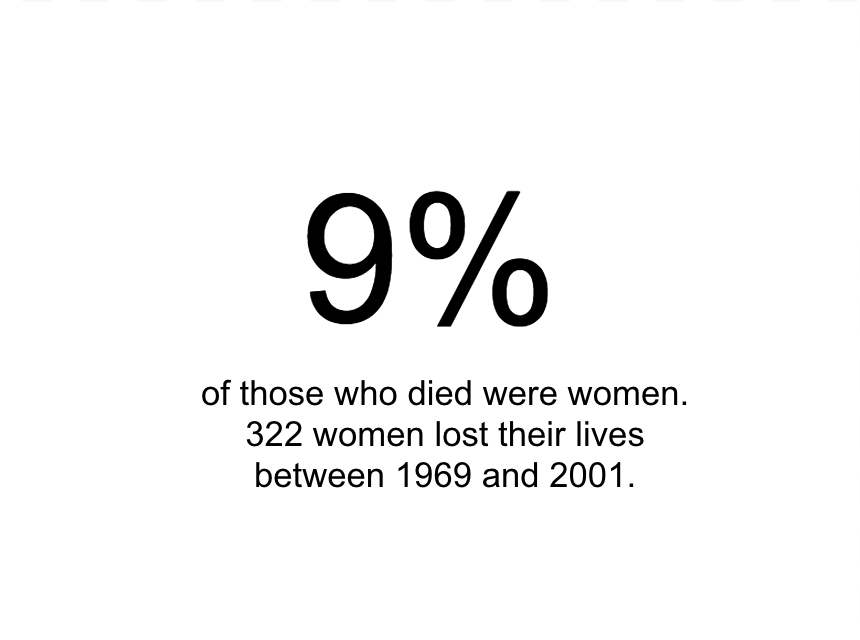 9%
of those who died were women.
322 women lost their lives
between 1969 and 2001.